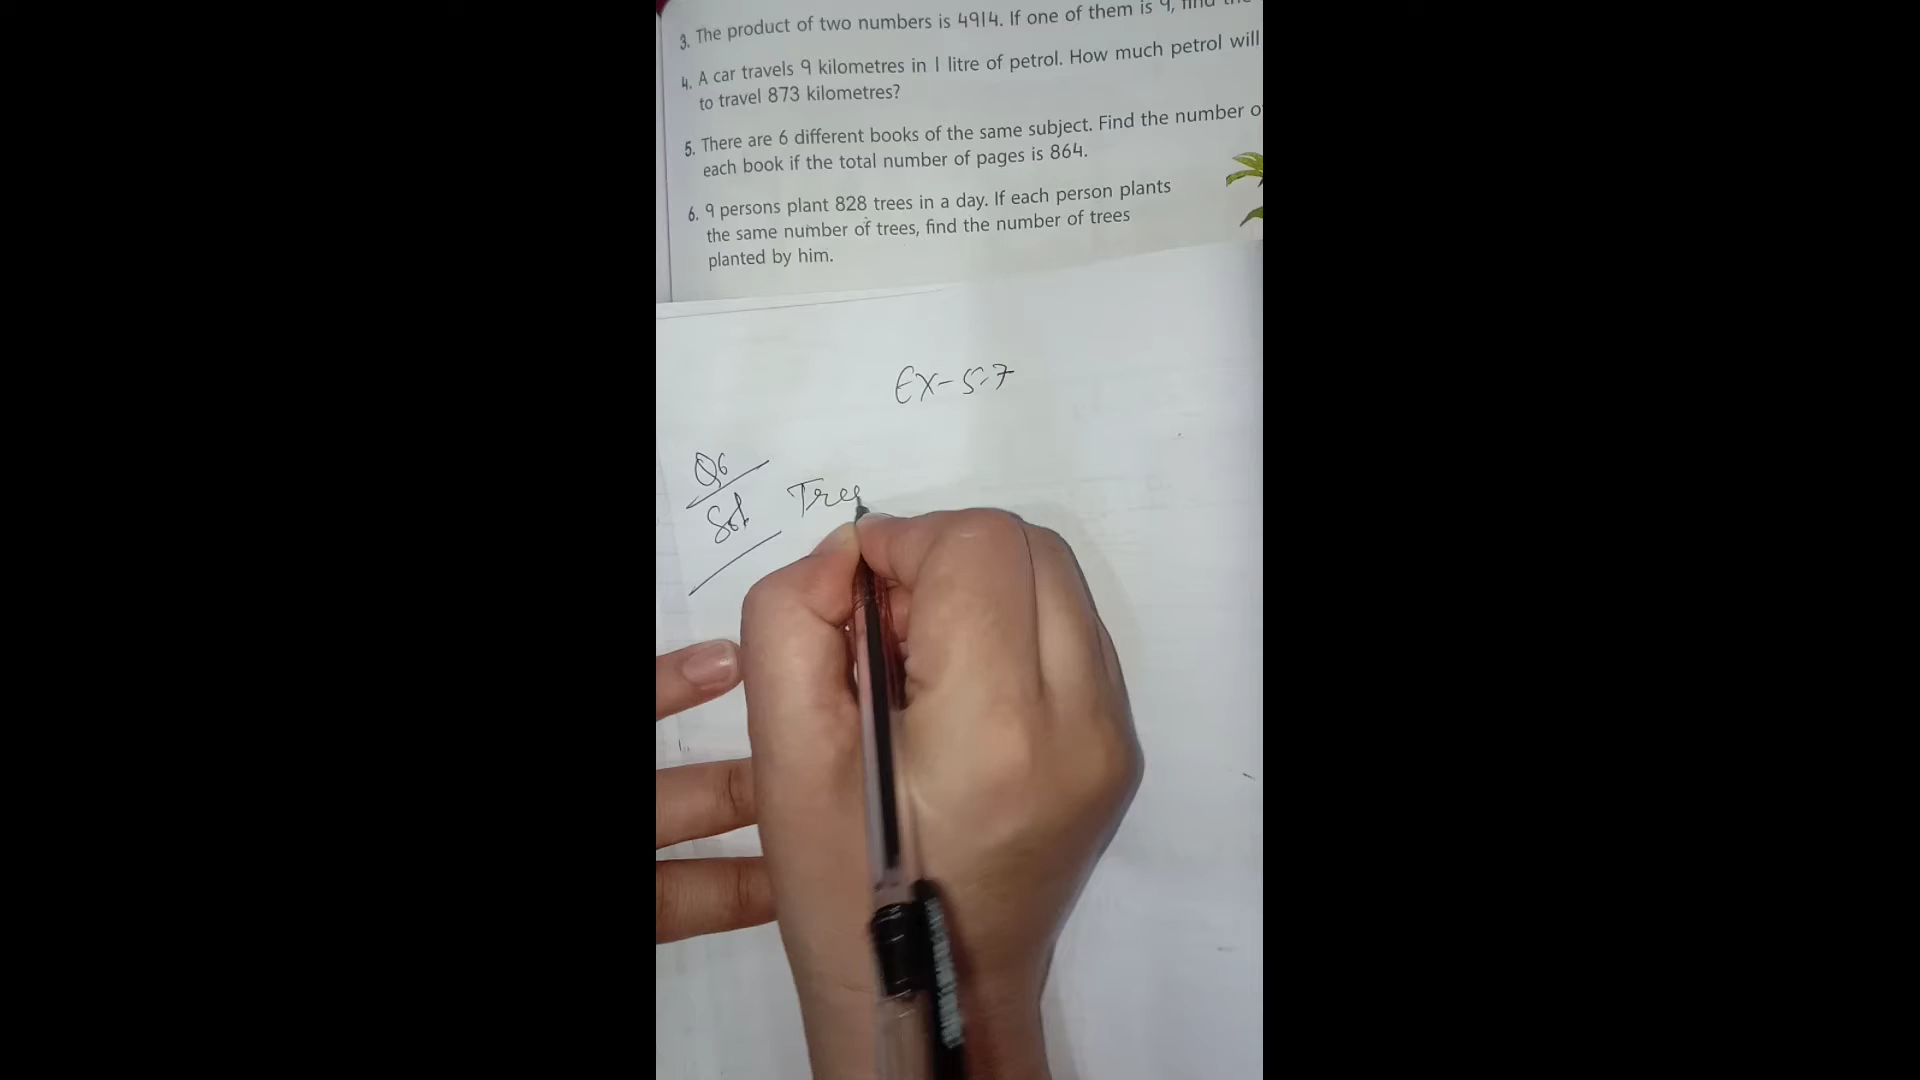 3. The product of two numbers is 4914. If one of them is 9, find the
4. A car travels 9 kilometres in 1 litre of petrol. How much petrol will
to travel 873 kilometres?
5. There are 6 different books of the same subject. Find the number o
each book if the total number of pages is 864.
6. 9 persons plant 828 trees in a day. If each person plants
the same number of trees, find the number of trees
planted by him.
Ex-5.7
Q6
Sol Tree